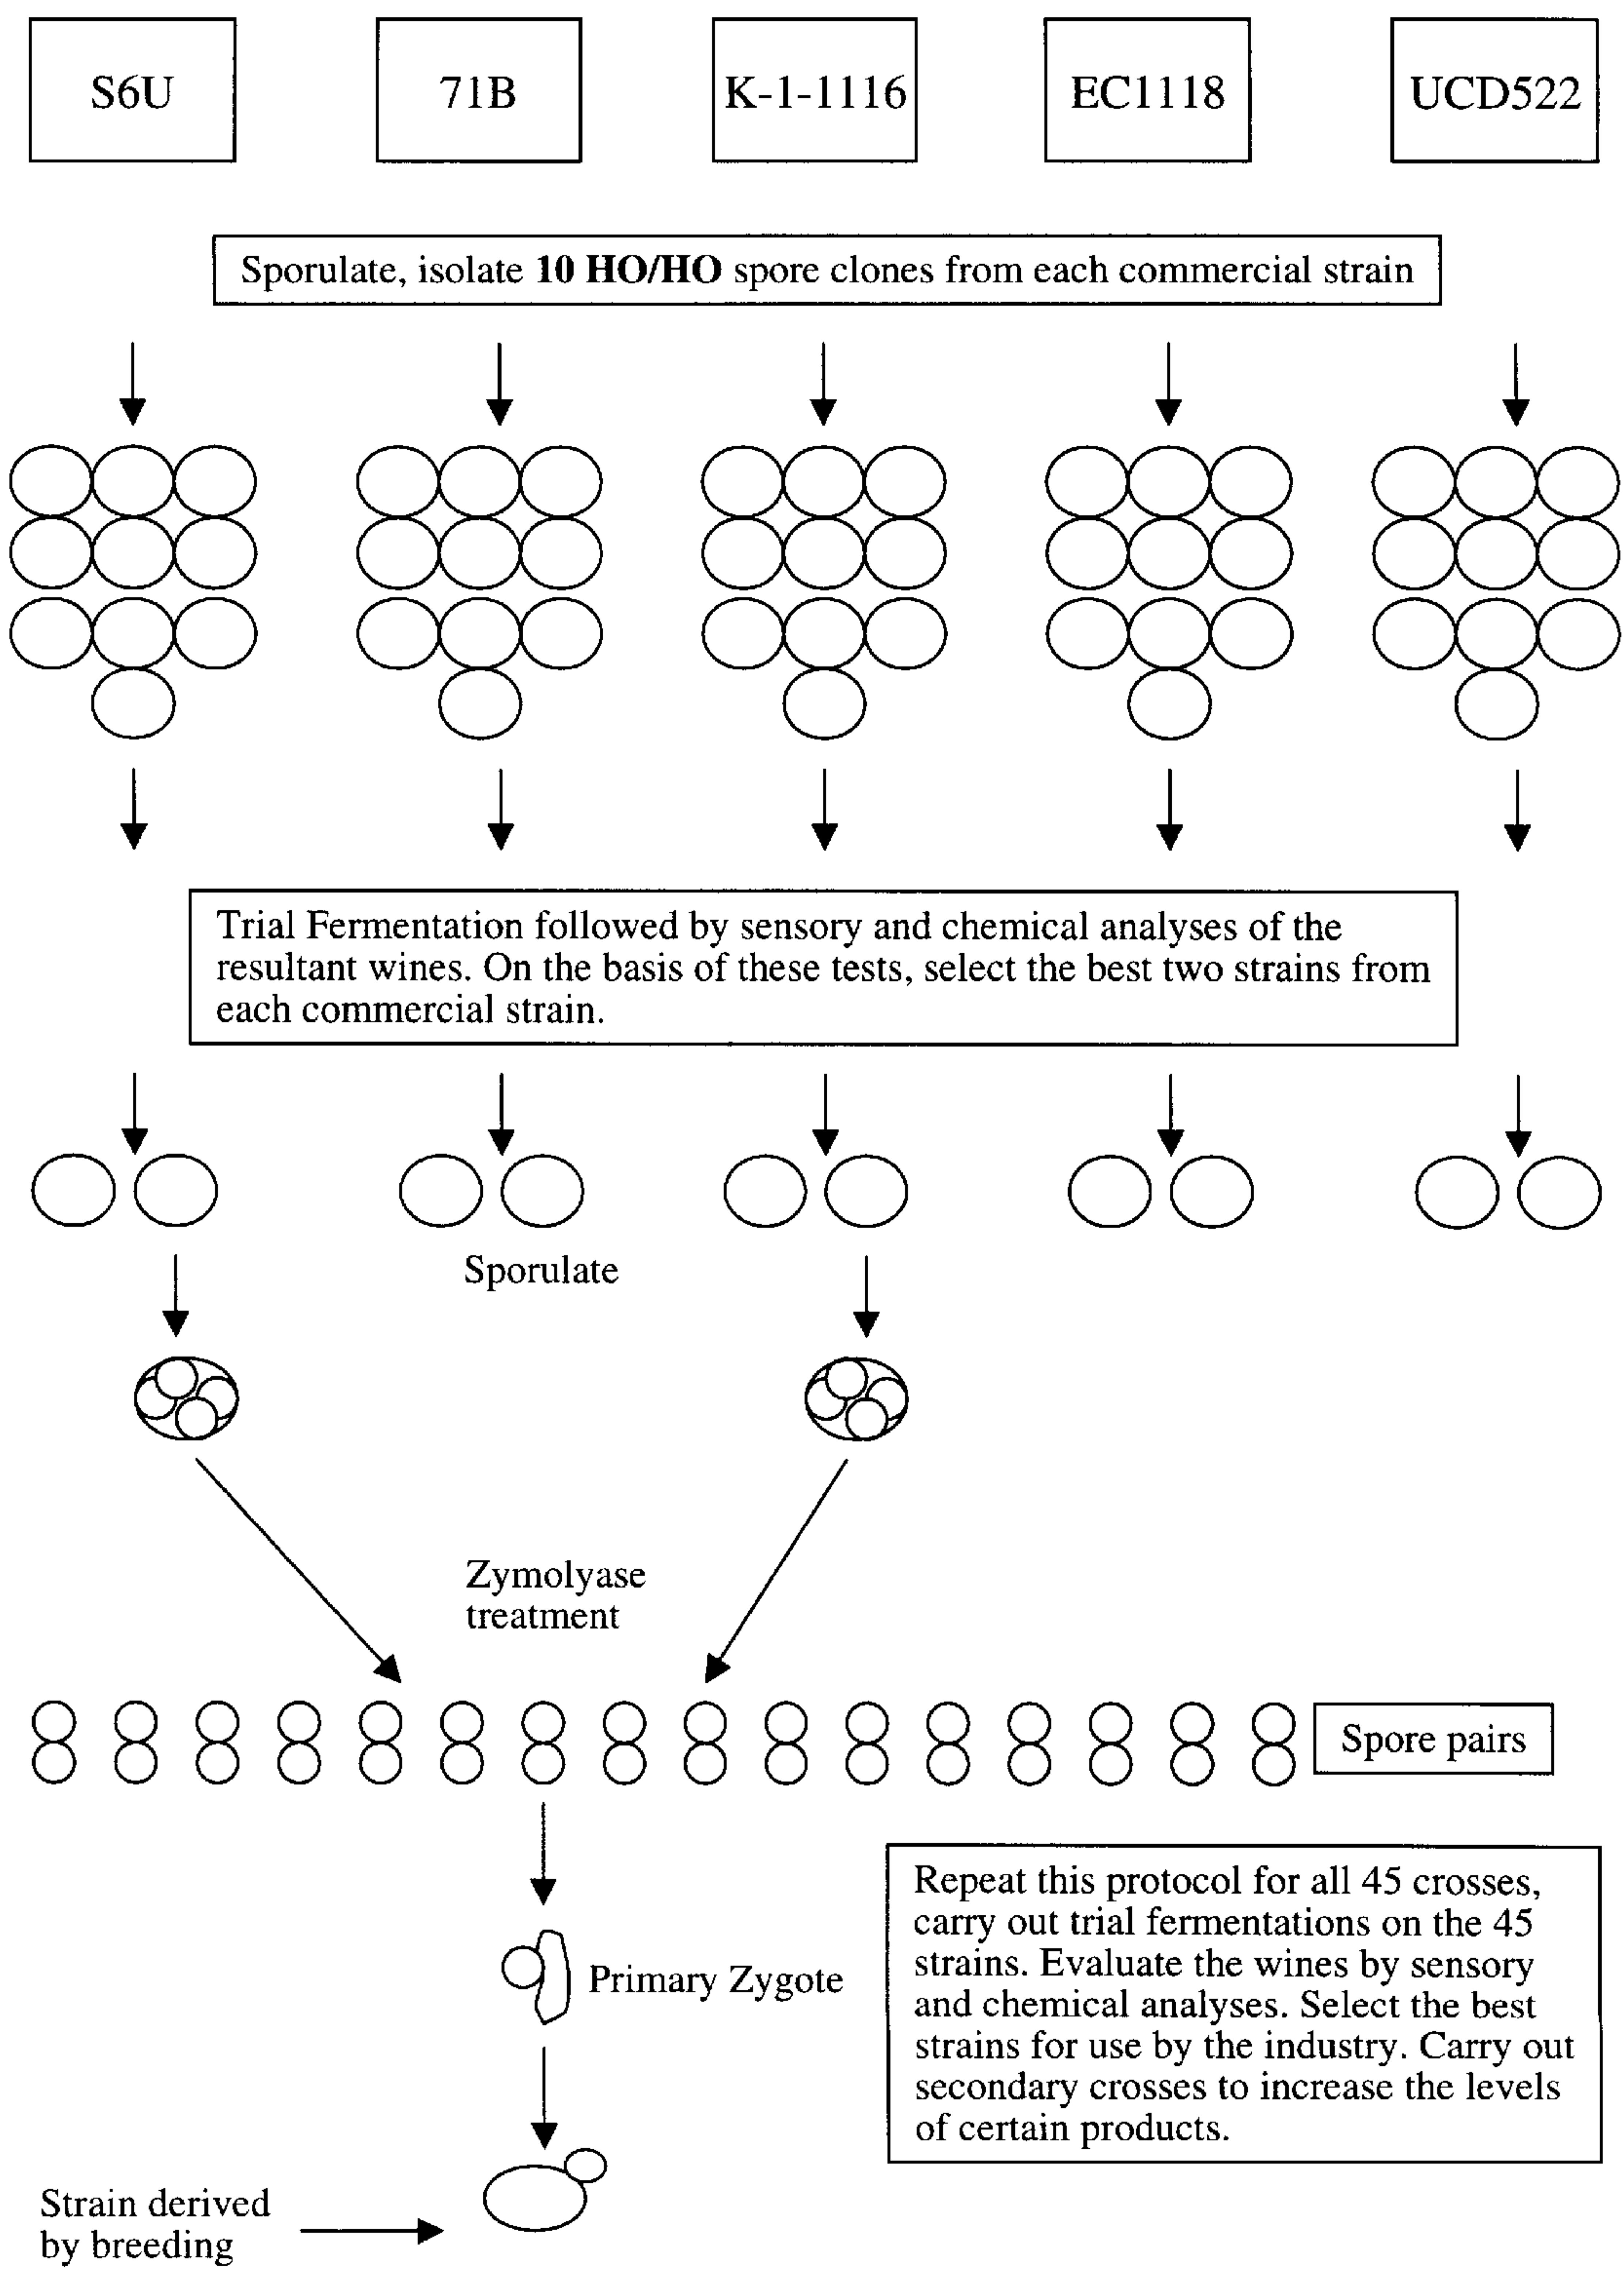 S6U
71B
K-1-1116
EC1118
UCD522
Sporulate, isolate 10 HO/HO spore clones from each commercial strain
Trial Fermentation followed by sensory and chemical analyses of the
resultant wines. On the basis of these tests, select the best two strains from
each commercial strain.
Sporulate
Zymolyase
treatment
Spore pairs
Primary Zygote
Repeat this protocol for all 45 crosses,
carry out trial fermentations on the 45
strains. Evaluate the wines by sensory
and chemical analyses. Select the best
strains for use by the industry. Carry out
secondary crosses to increase the levels
of certain products.
Strain derived
by breeding